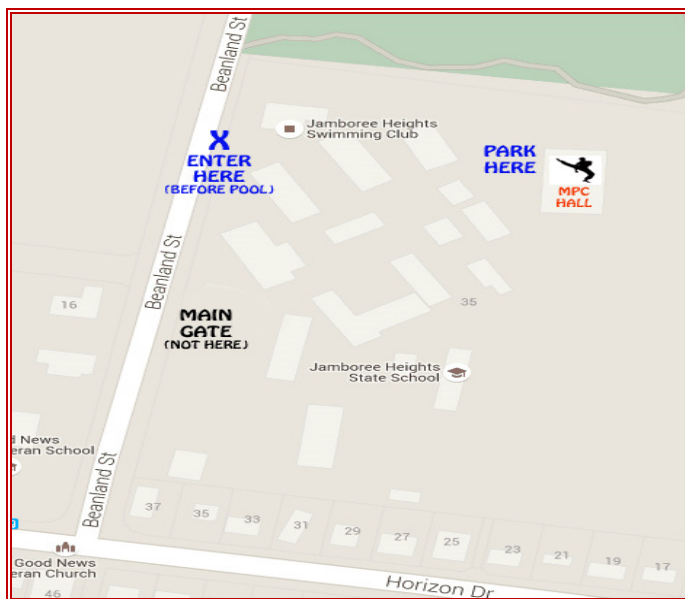 Beanland St
Jamboree Heights
Swimming Club
X
ENTER
HERE
(BEFORE POOL)
PARK
HERE
MPC
HALL
Beanland St
16
MAIN
GATE
(NOT HERE)
35
Jamboree Heights
State School
d News
eran School
Beanland St
37
35
33
31
29
27
25
23
21
19
17
Good News
eran Church
46
Horizon Dr